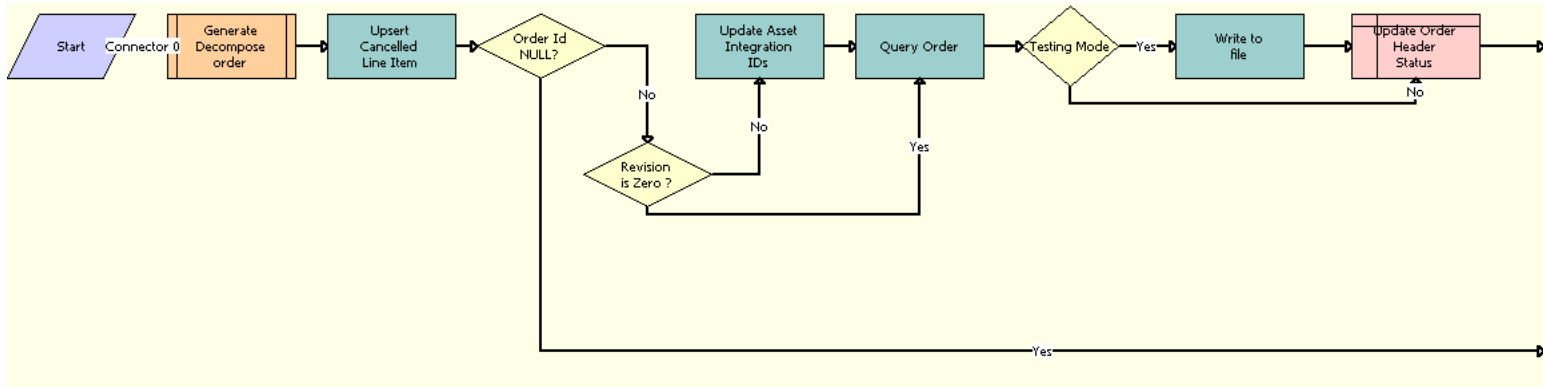 Start
Connector 0
Generate
Decompose
order
Upsert
Cancelled
Line Item
Order Id
NULL?
No
Revision
is Zero ?
No
Yes
Update Asset
Integration
IDs
Query Order
Testing Mode
Yes
Write to
file
Update Order
Header
Status
No
Yes